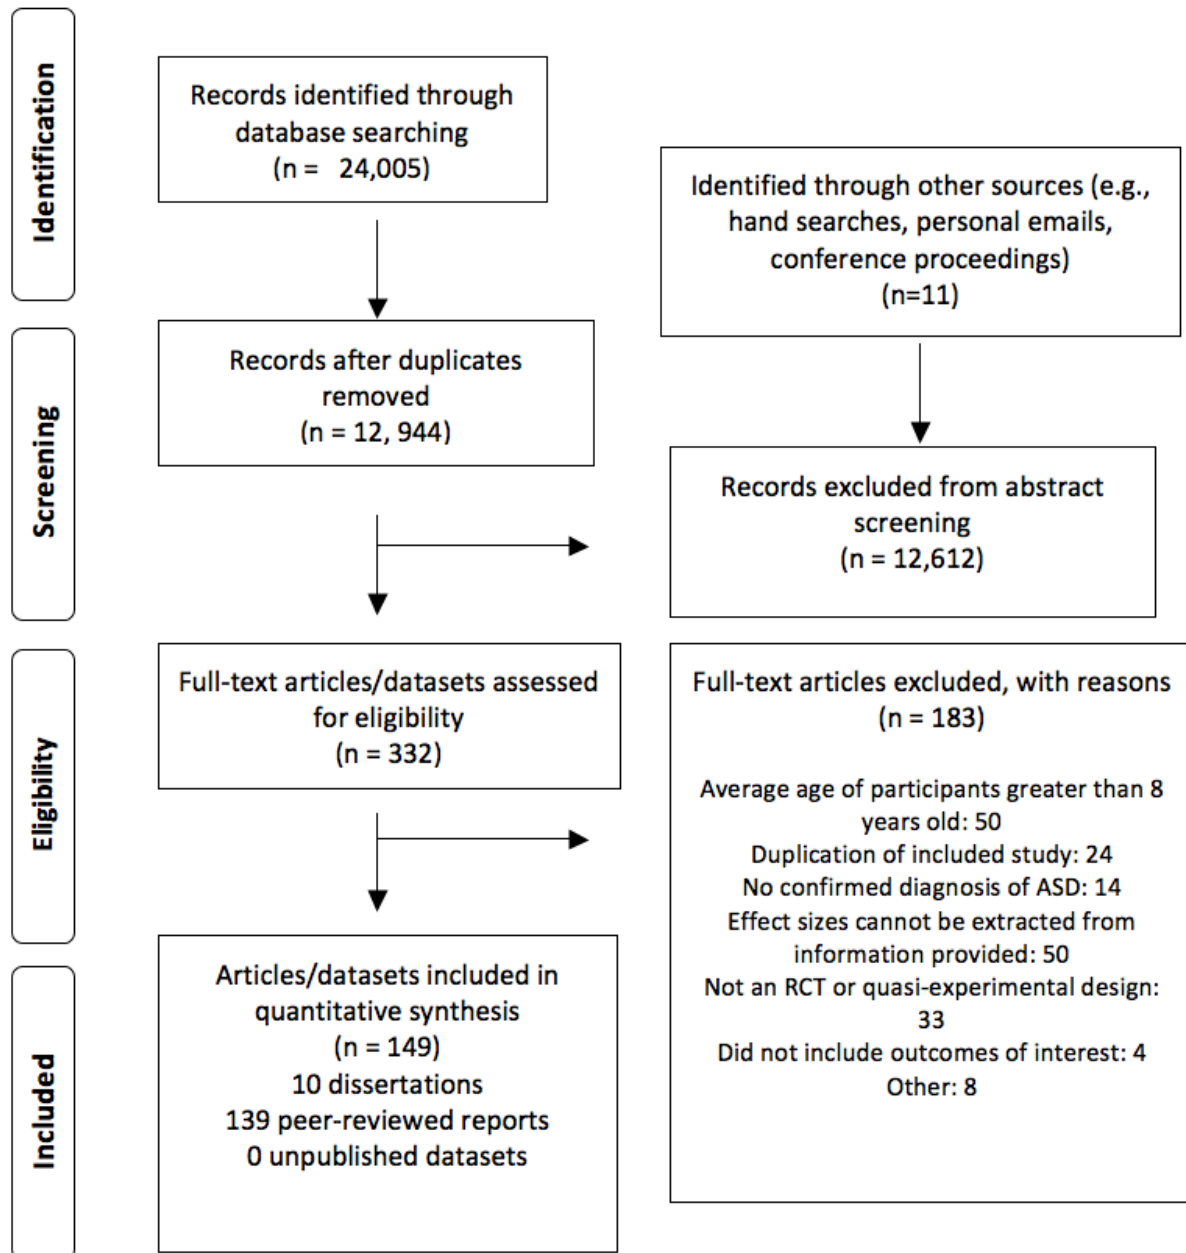 Identification
Records identified through
database searching
(n = 24,005)
Identified through other sources (e.g.,
hand searches, personal emails,
conference proceedings)
(n=11)
Screening
Records after duplicates
removed
(n = 12, 944)
Records excluded from abstract
screening
(n = 12,612)
Eligibility
Full-text articles/datasets assessed
for eligibility
(n = 332)
Full-text articles excluded, with reasons
(n = 183)
Average age of participants greater than 8
years old: 50
Duplication of included study: 24
No confirmed diagnosis of ASD: 14
Effect sizes cannot be extracted from
information provided: 50
Not an RCT or quasi-experimental design:
33
Did not include outcomes of interest: 4
Other: 8
Included
Articles/datasets included in
quantitative synthesis
(n = 149)
10 dissertations
139 peer-reviewed reports
0 unpublished datasets